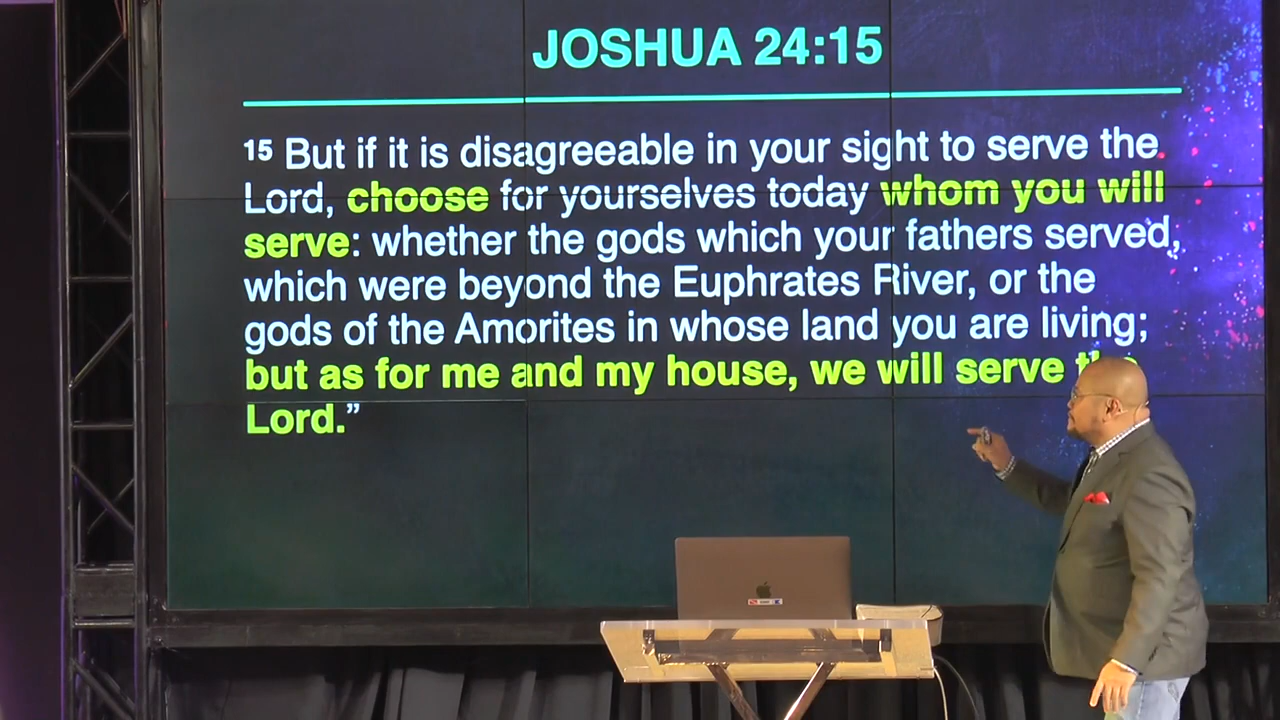 JOSHUA 24:15
15 But if it is disagreeable in your sight to serve the
Lord, choose for yourselves today whom you will
serve: whether the gods which your fathers served,
which were beyond the Euphrates River, or the
gods of the Amorites in whose land you are living;
but as for me and my house, we will serve the
Lord.”